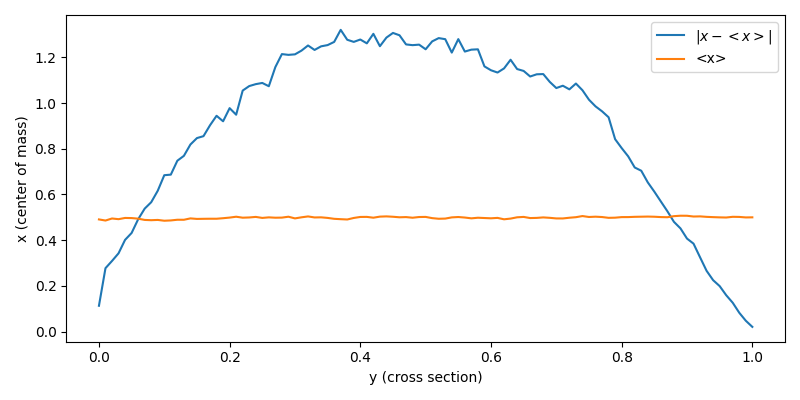 |x − < x > |
<x>
x (center of mass)
1.2
1.0
0.8
0.6
0.4
0.2
0.0
0.0 0.2 0.4 0.6 0.8 1.0
y (cross section)